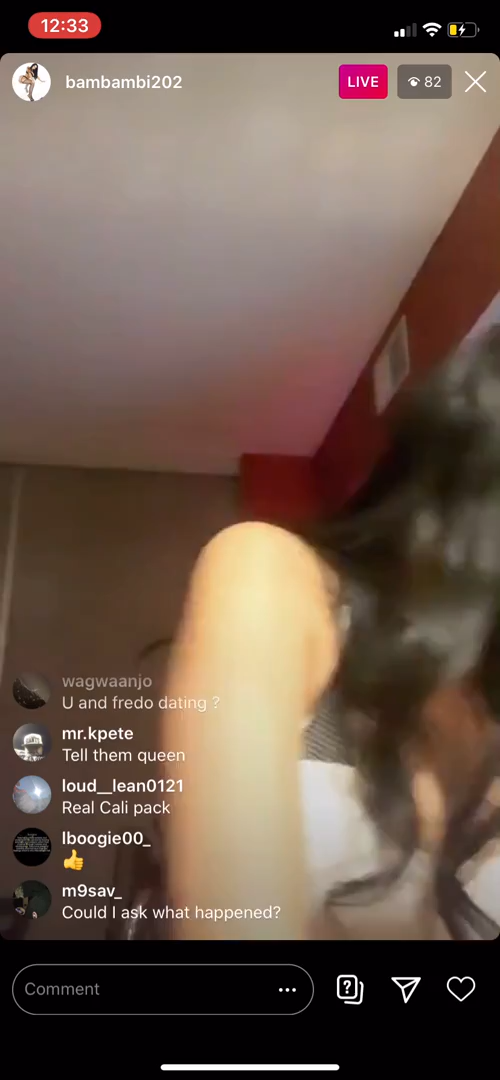 12:33
bambambi202
LIVE
82
wagwaanjo
U and fredo dating ?
mr.kpete
Tell them queen
loud__lean0121
Real Cali pack
lboogie00_
👍
m9sav_
Could I ask what happened?
Comment